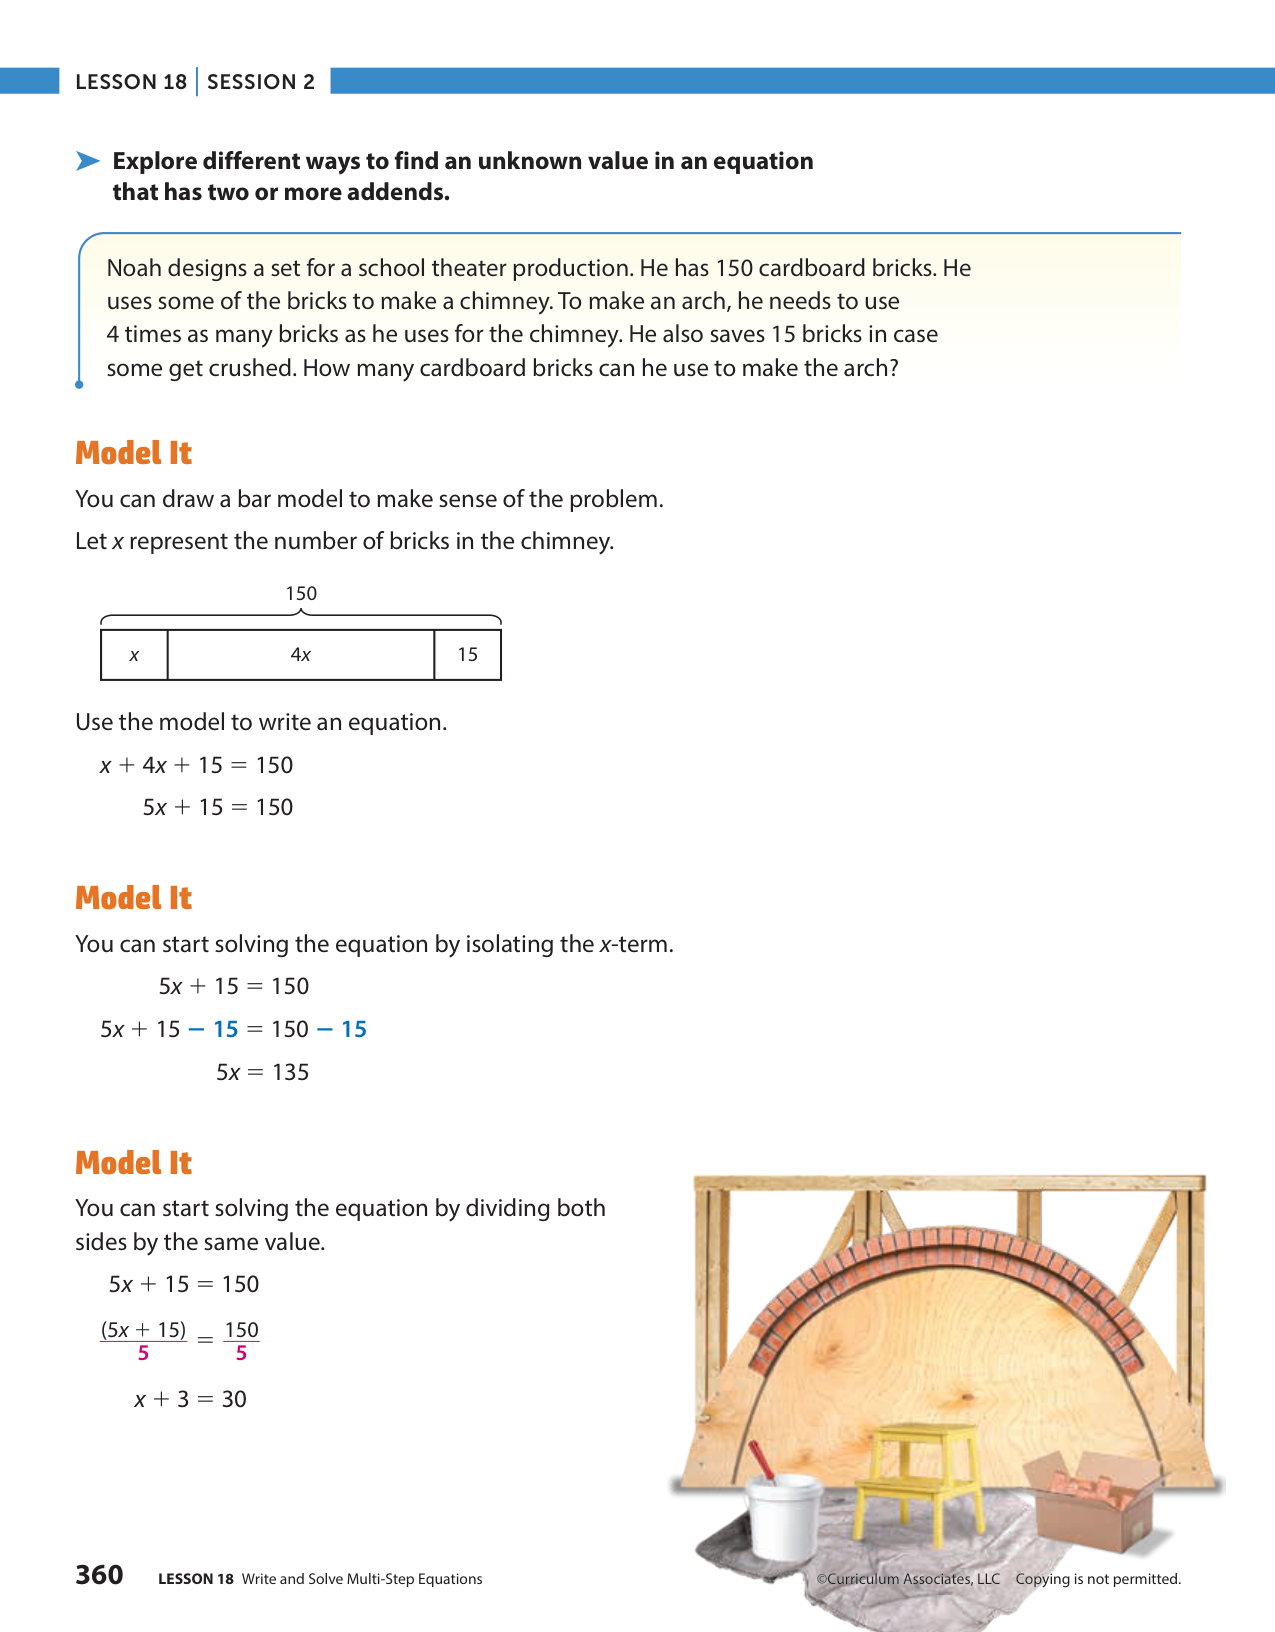 LESSON 18 | SESSION 2
Explore different ways to find an unknown value in an equation
that has two or more addends.
Noah designs a set for a school theater production. He has 150 cardboard bricks. He
uses some of the bricks to make a chimney. To make an arch, he needs to use
4 times as many bricks as he uses for the chimney. He also saves 15 bricks in case
some get crushed. How many cardboard bricks can he use to make the arch?
Model It
You can draw a bar model to make sense of the problem.
Let x represent the number of bricks in the chimney.
150
x 4x 15
Use the model to write an equation.
x + 4x + 15 = 150
5x + 15 = 150
Model It
You can start solving the equation by isolating the x-term.
5x + 15 = 150
5x + 15 − 15 = 150 − 15
5x = 135
Model It
You can start solving the equation by dividing both
sides by the same value.
5x + 15 = 150
(5x + 15)/5 = 150/5
x + 3 = 30
360 LESSON 18 Write and Solve Multi-Step Equations ©Curriculum Associates, LLC Copying is not permitted.